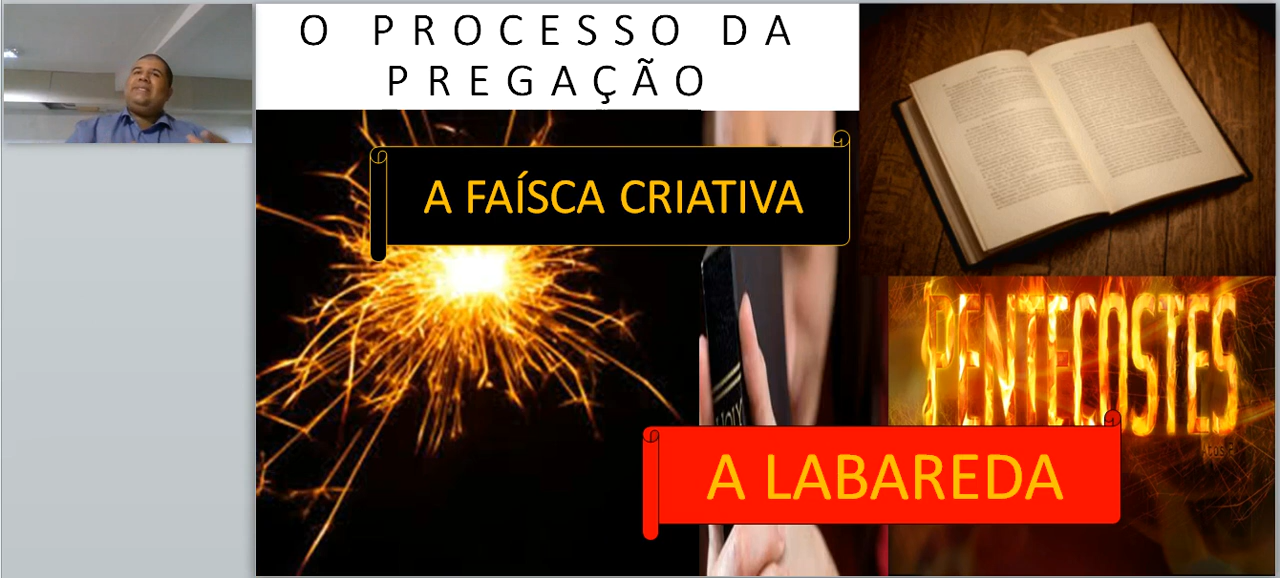 O PROCESSO DA
PREGAÇÃO
A FAÍSCA CRIATIVA
PENTECOSTES
A LABAREDA